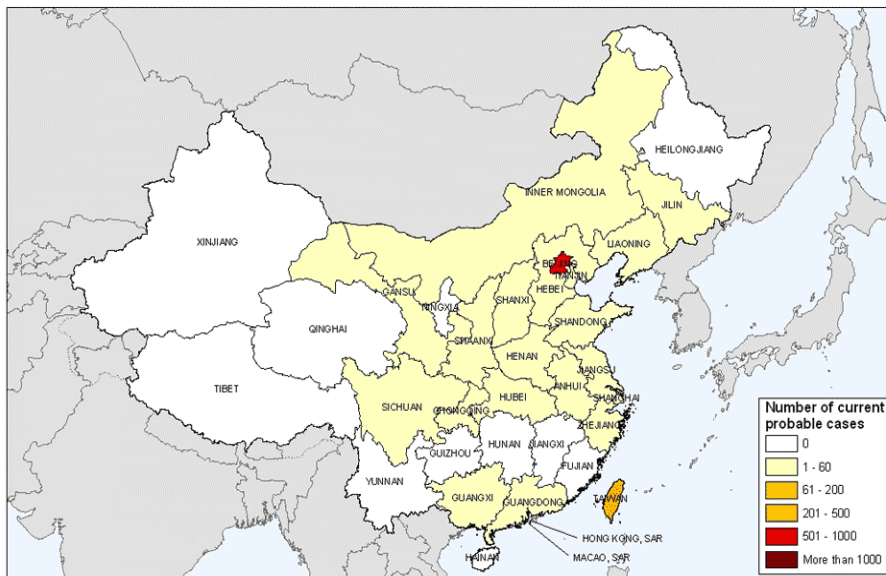 HEILONGJIANG
INNER MONGOLIA
JILIN
XINJIANG
LIAONING
BEIJING
TIANJIN
GANSU
HEBEI
NINGXIA
SHANXI
SHANDONG
QINGHAI
SHAANXI
HENAN
JIANGSU
TIBET
ANHUI
HUBEI
SHANGHAI
SICHUAN
CHONGQING
ZHEJIANG
HUNAN
JIANGXI
GUIZHOU
FUJIAN
YUNNAN
GUANGXI
GUANGDONG
TAIWAN
HONG KONG, SAR
MACAO, SAR
HAINAN
Number of current
probable cases
0
1 - 60
61 - 200
201 - 500
501 - 1000
More than 1000